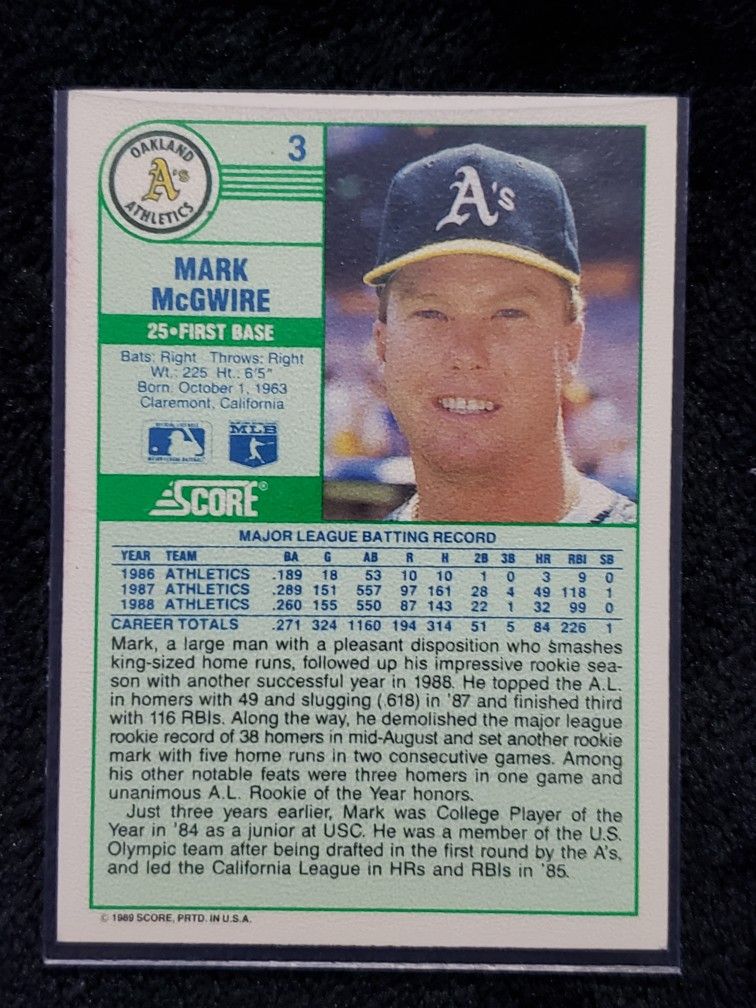 OAKLAND
A's
ATHLETICS
3
A's
MARK
McGWIRE
25•FIRST BASE
Bats: Right Throws: Right
Wt.: 225 Ht.: 6'5"
Born: October 1, 1963
Claremont, California
MLB
SCORE®
MAJOR LEAGUE BATTING RECORD
YEAR TEAM BA G AB R H 2B 3B HR RBI SB
1986 ATHLETICS .189 18 53 10 10 1 0 3 9 0
1987 ATHLETICS .289 151 557 97 161 28 4 49 118 1
1988 ATHLETICS .260 155 550 87 143 22 1 32 99 0
CAREER TOTALS .271 324 1160 194 314 51 5 84 226 1
Mark, a large man with a pleasant disposition who smashes
king-sized home runs, followed up his impressive rookie sea-
son with another successful year in 1988. He topped the A.L.
in homers with 49 and slugging (.618) in '87 and finished third
with 116 RBIs. Along the way, he demolished the major league
rookie record of 38 homers in mid-August and set another rookie
mark with five home runs in two consecutive games. Among
his other notable feats were three homers in one game and
unanimous A.L. Rookie of the Year honors.
Just three years earlier, Mark was College Player of the
Year in '84 as a junior at USC. He was a member of the U.S.
Olympic team after being drafted in the first round by the A's,
and led the California League in HRs and RBIs in '85.
© 1989 SCORE, PRTD. IN U.S.A.